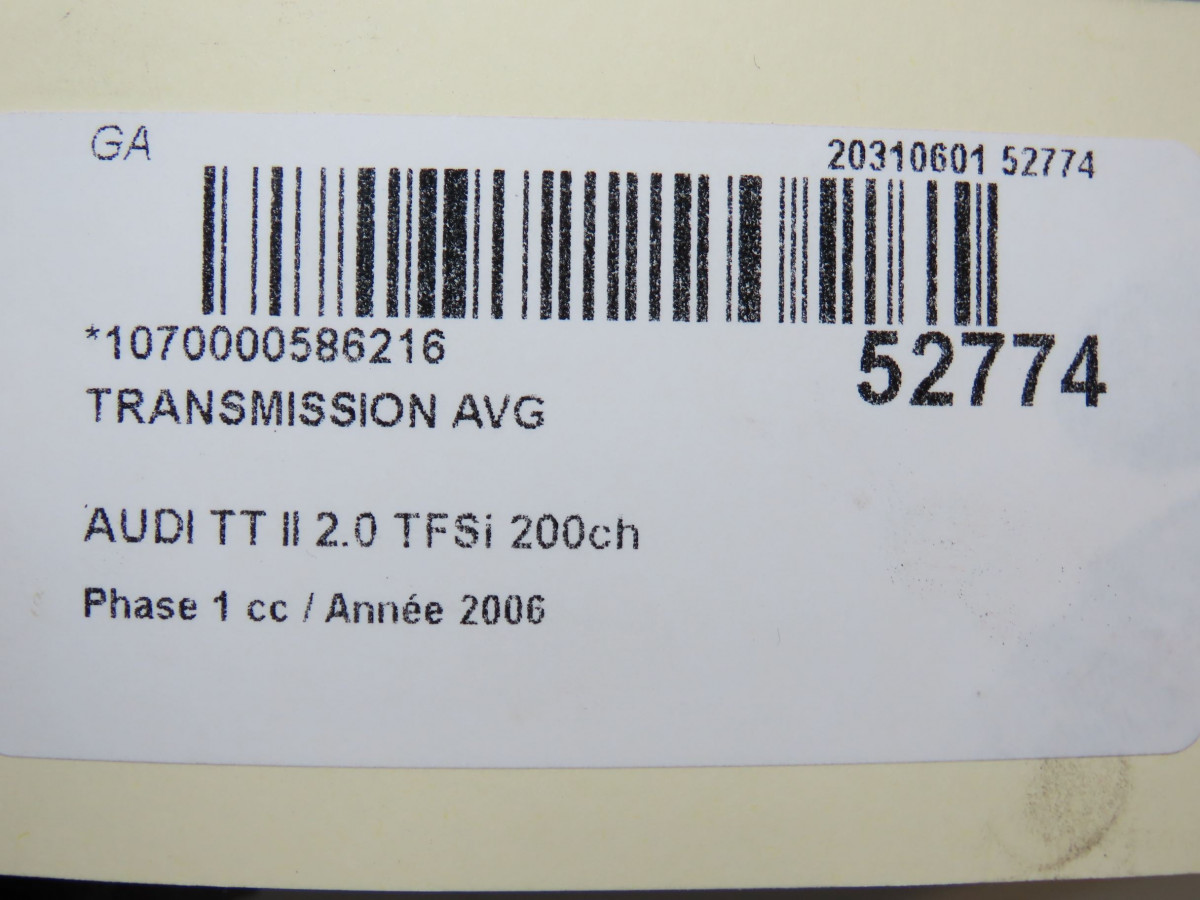 GA
20310601 52774
*1070000586216
52774
TRANSMISSION AVG
AUDI TT II 2.0 TFSi 200ch
Phase 1 cc / Année 2006